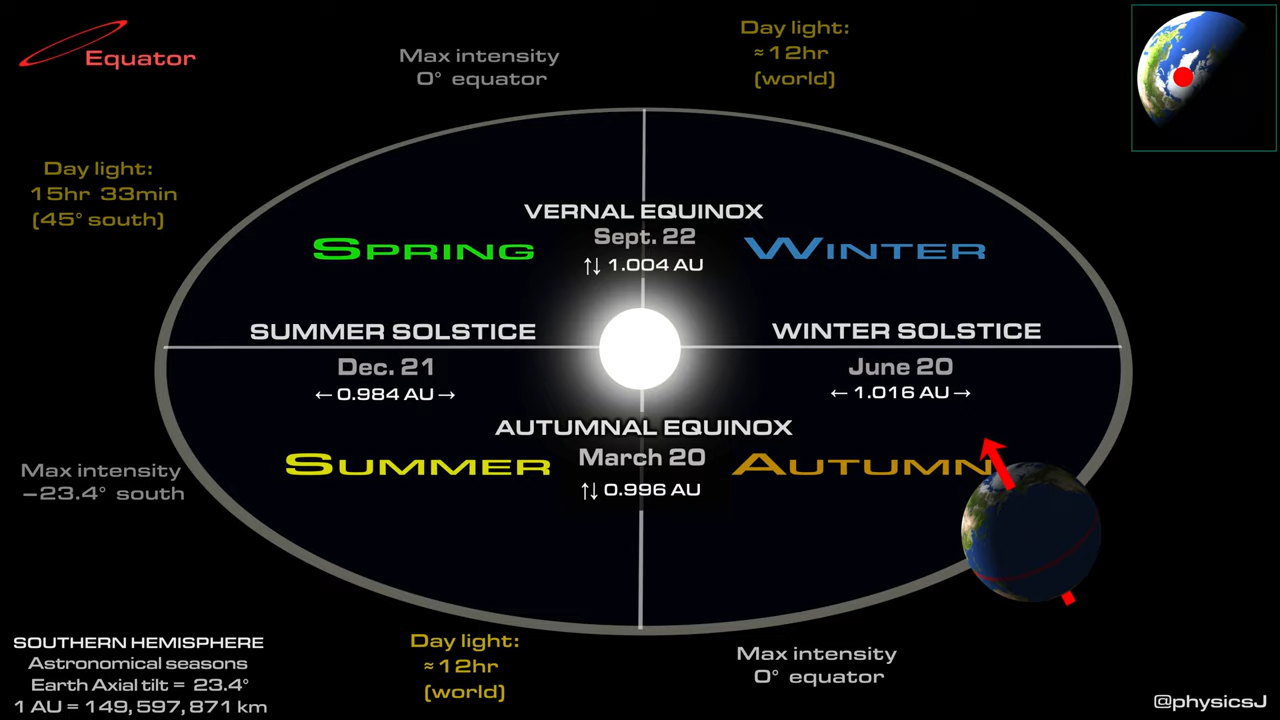 Equator
Max intensity
0° equator
Day light:
≈12hr
(world)
Day light:
15hr 33min
(45° south)
VERNAL EQUINOX
Sept. 22
↑↓ 1.004 AU
SPRING
WINTER
SUMMER SOLSTICE
Dec. 21
← 0.984 AU →
WINTER SOLSTICE
June 20
← 1.016 AU →
AUTUMNAL EQUINOX
March 20
↑↓ 0.996 AU
SUMMER
AUTUMN
Max intensity
−23.4° south
SOUTHERN HEMISPHERE
Astronomical seasons
Earth Axial tilt = 23.4°
1 AU = 149,597,871 km
Day light:
≈12hr
(world)
Max intensity
0° equator
@physicsJ